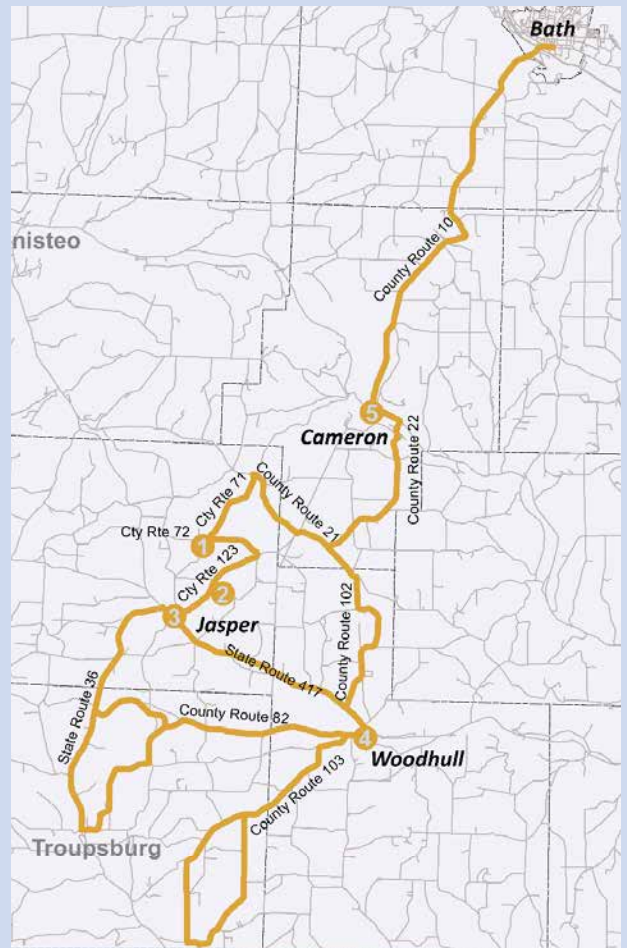 Bath
nisteo
County Route 10
5
Cameron
County Route 22
Cty Rte 71
County Route 21
Cty Rte 72
1
Cty Rte 123
2
3
Jasper
County Route 102
State Route 417
State Route 36
County Route 82
4
Woodhull
County Route 103
Troupsburg